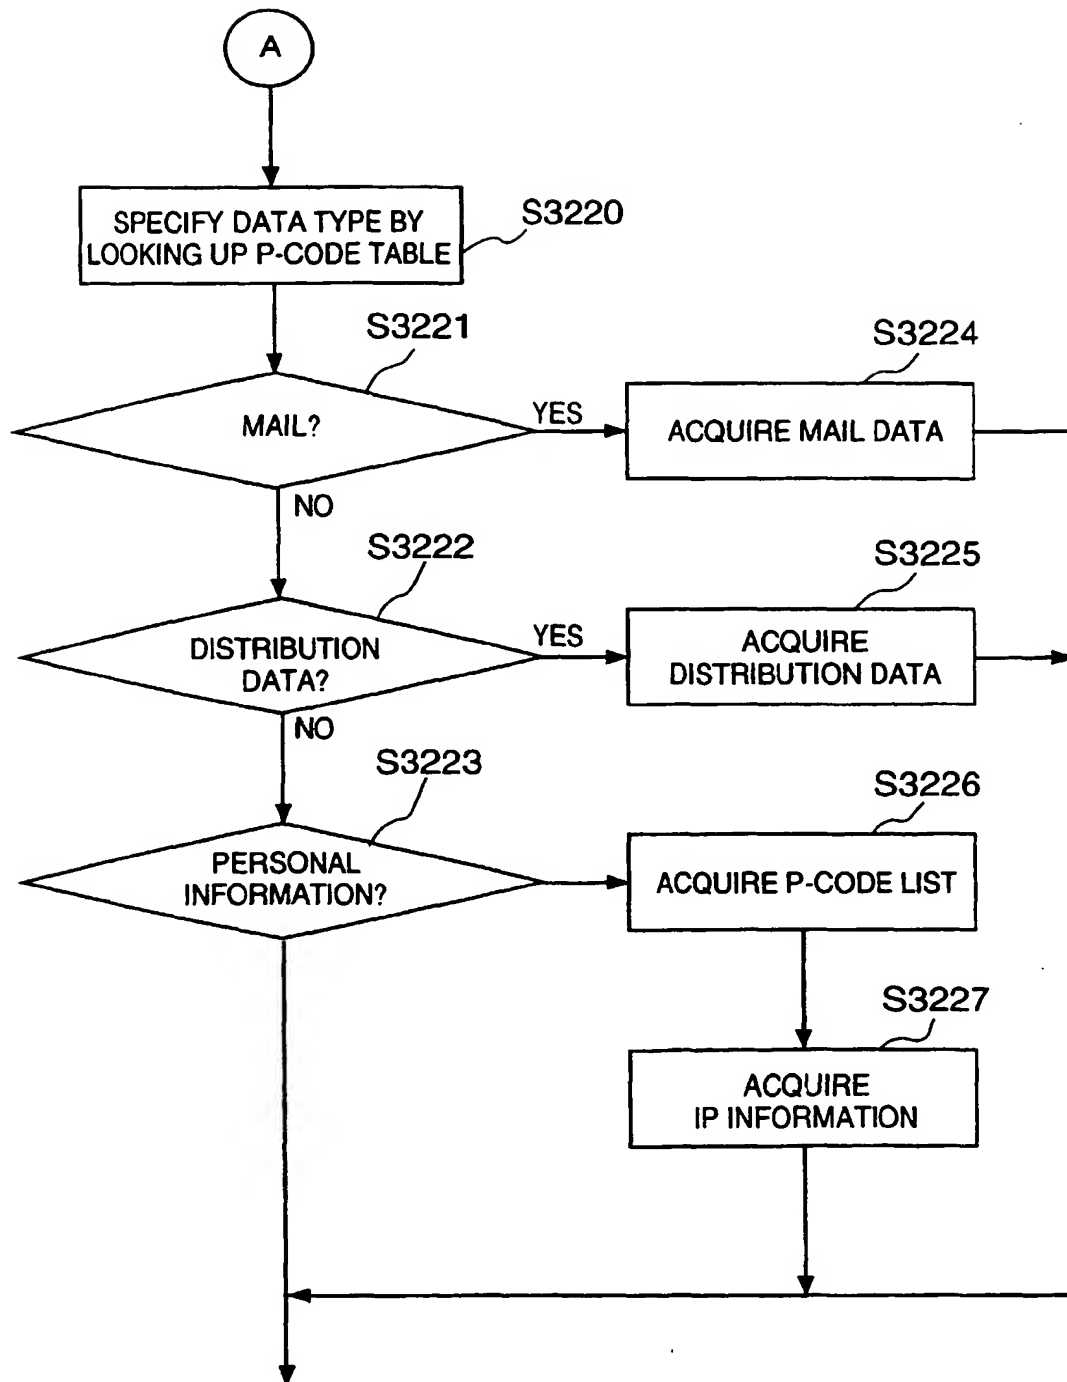 A
SPECIFY DATA TYPE BY
LOOKING UP P-CODE TABLE
S3220
S3221
MAIL?
YES
NO
S3224
ACQUIRE MAIL DATA
S3222
DISTRIBUTION
DATA?
YES
NO
S3225
ACQUIRE
DISTRIBUTION DATA
S3223
PERSONAL
INFORMATION?
S3226
ACQUIRE P-CODE LIST
S3227
ACQUIRE
IP INFORMATION